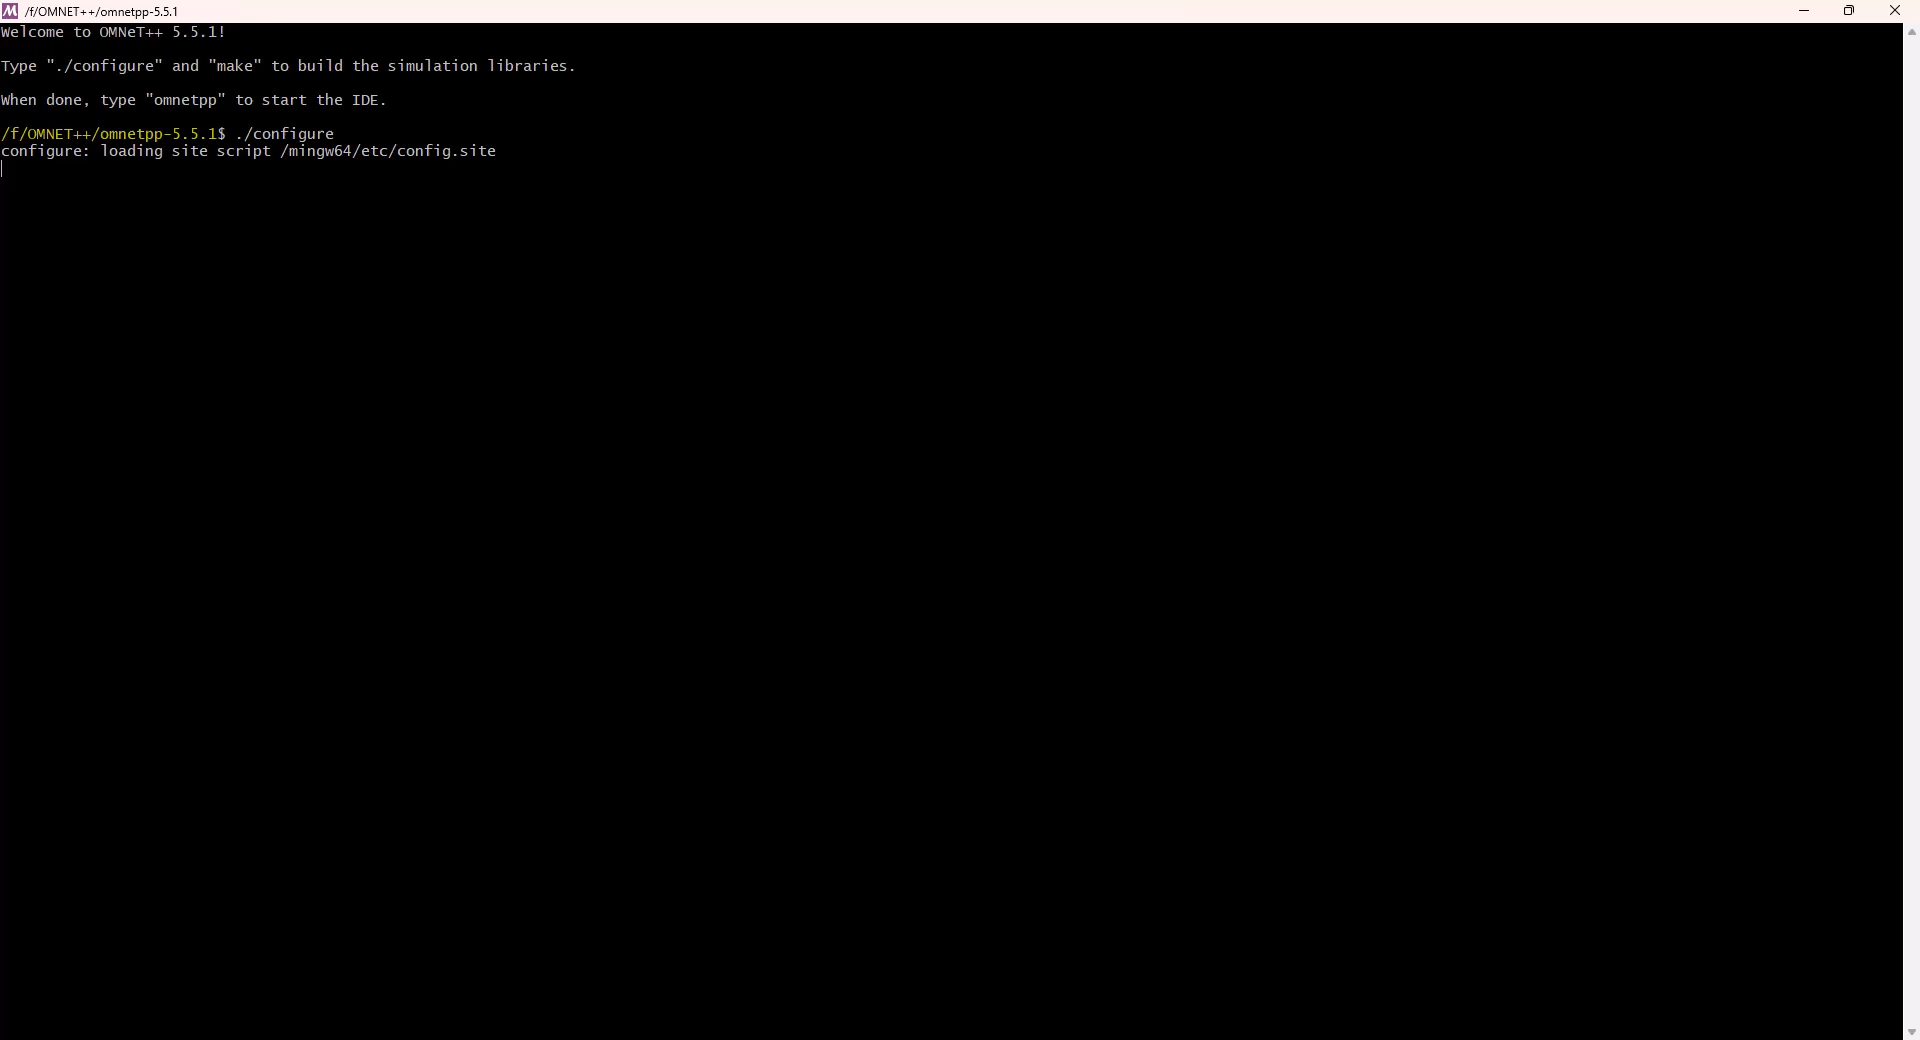 /f/OMNET++/omnetpp-5.5.1
Welcome to OMNeT++ 5.5.1!
Type "./configure" and "make" to build the simulation libraries.
When done, type "omnetpp" to start the IDE.
/f/OMNET++/omnetpp-5.5.1$ ./configure
configure: loading site script /mingw64/etc/config.site